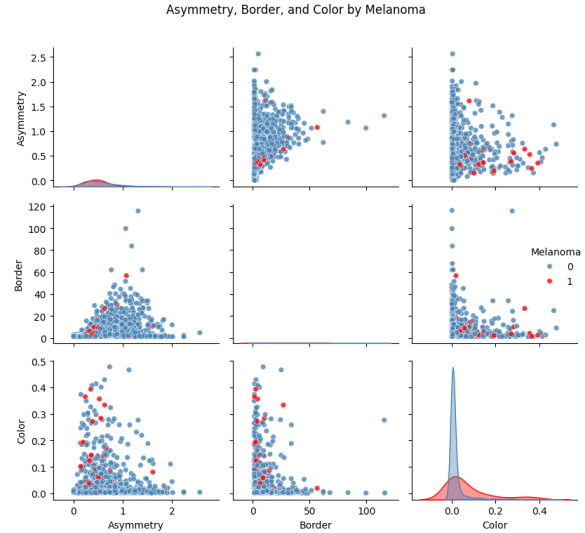 Asymmetry, Border, and Color by Melanoma
2.5
2.0
1.5
1.0
0.5
0.0
Asymmetry
120
100
80
60
40
20
0
Border
Melanoma
0
1
0.5
0.4
0.3
0.2
0.1
0.0
Color
0 1 2
Asymmetry
0 50 100
Border
0.0 0.2 0.4
Color